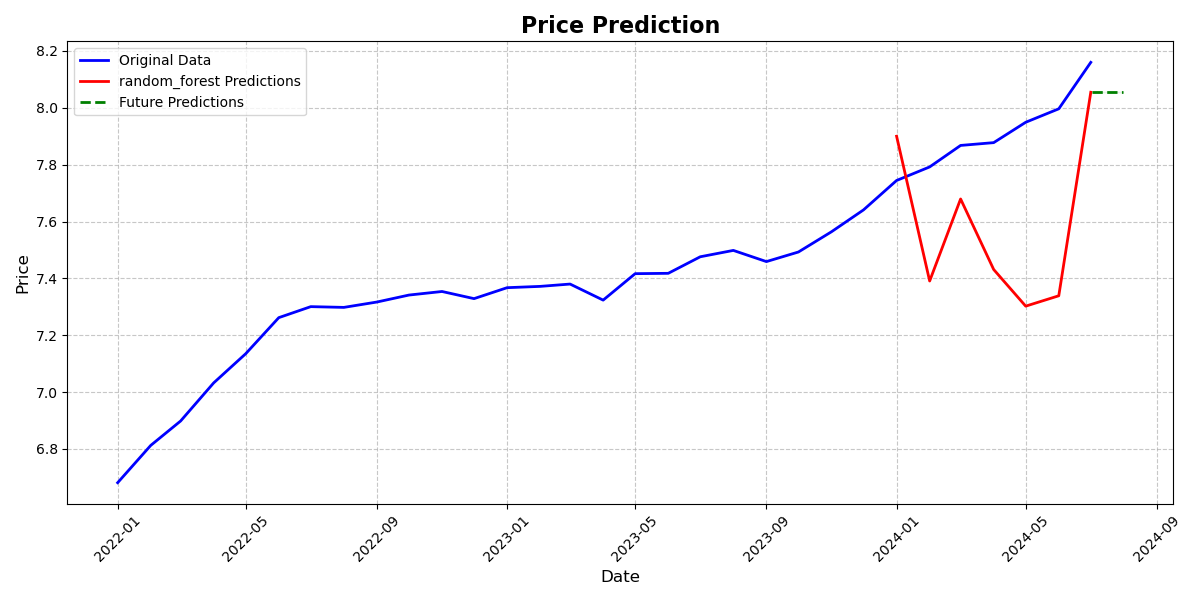 Price Prediction
Original Data
random_forest Predictions
Future Predictions
8.2
8.0
7.8
7.6
7.4
7.2
7.0
6.8
Price
2022-01
2022-05
2022-09
2023-01
2023-05
2023-09
2024-01
2024-05
2024-09
Date